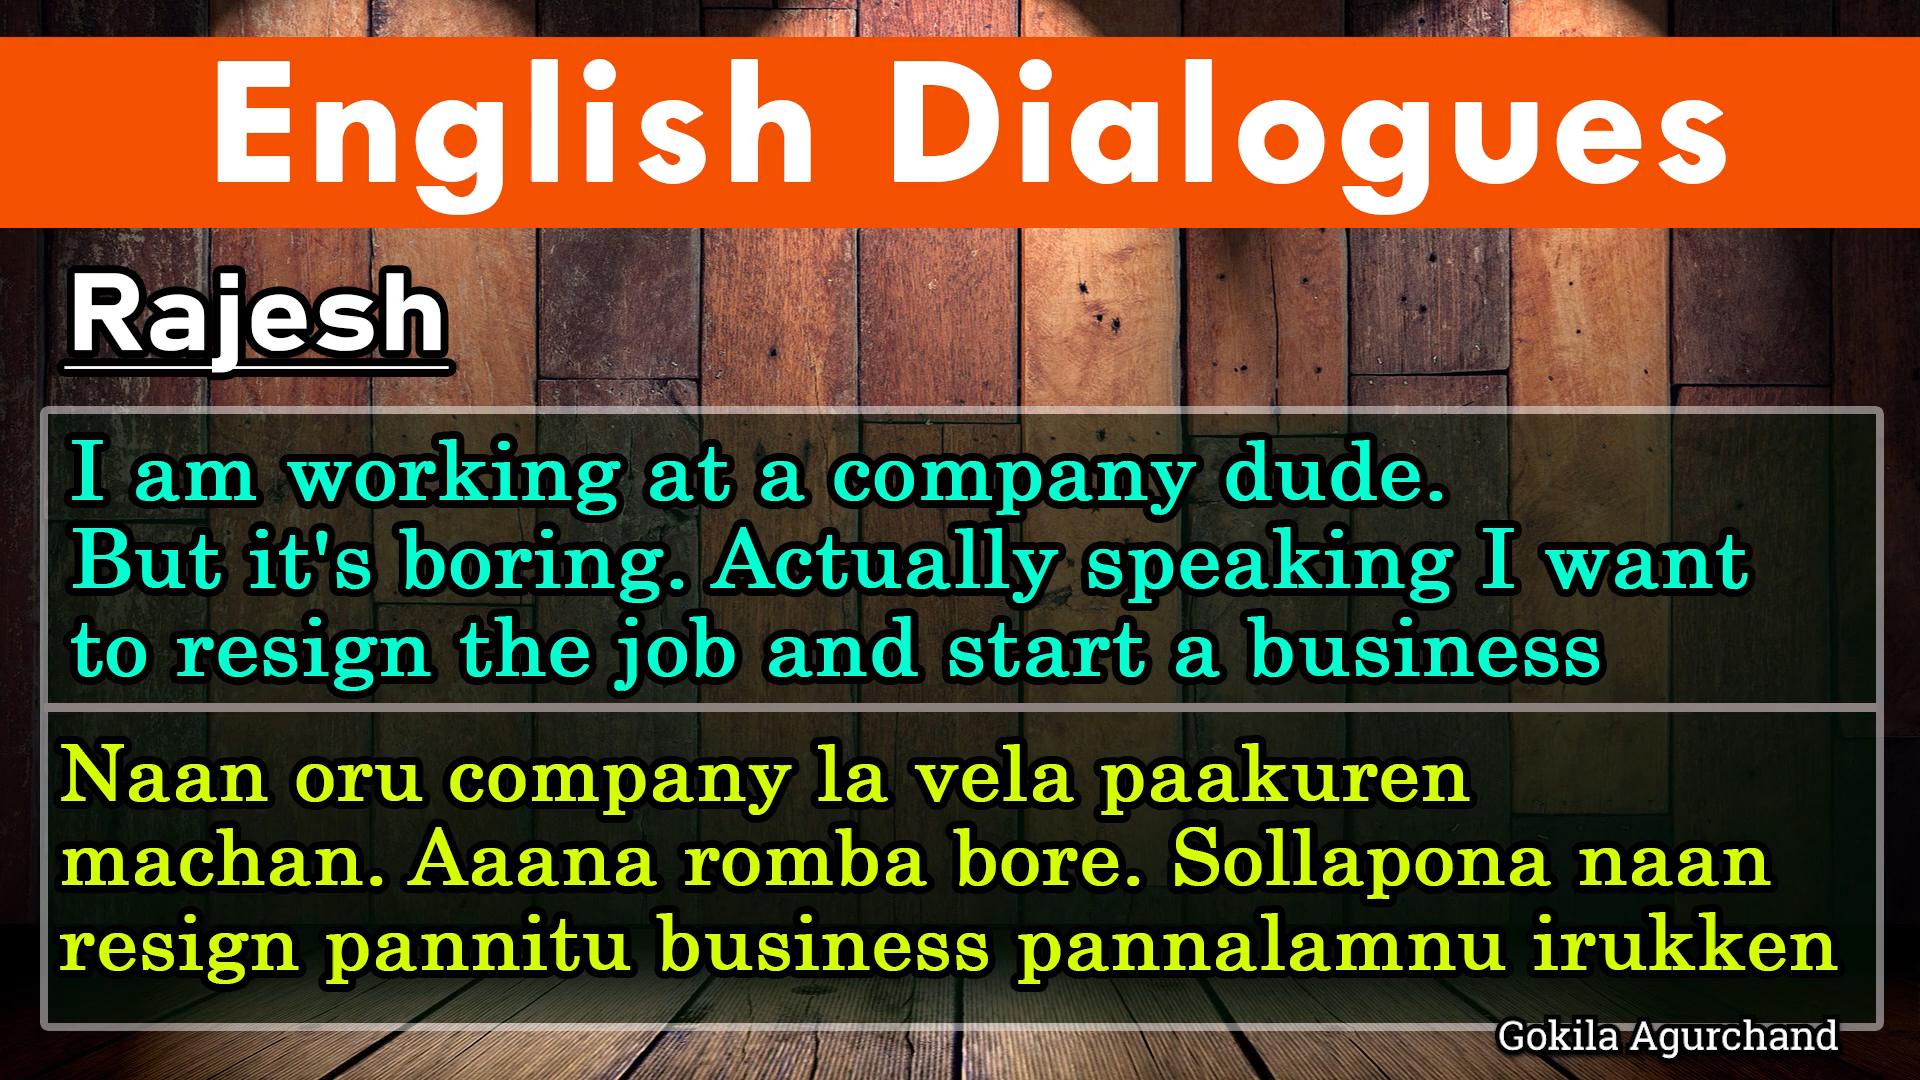 English Dialogues
Rajesh
I am working at a company dude.
But it's boring. Actually speaking I want
to resign the job and start a business
Naan oru company la vela paakuren
machan. Aaana romba bore. Sollapona naan
resign pannitu business pannalamnu irukken
Gokila Agurchand